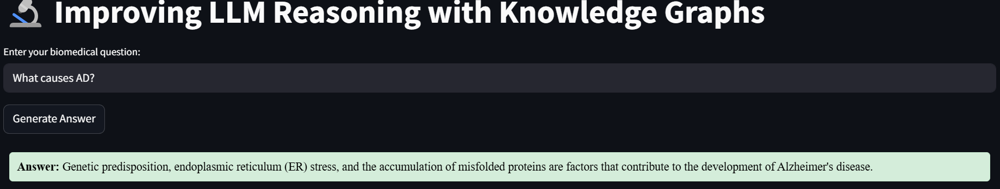 Improving LLM Reasoning with Knowledge Graphs
Enter your biomedical question:
What causes AD?
Generate Answer
Answer: Genetic predisposition, endoplasmic reticulum (ER) stress, and the accumulation of misfolded proteins are factors that contribute to the development of Alzheimer's disease.